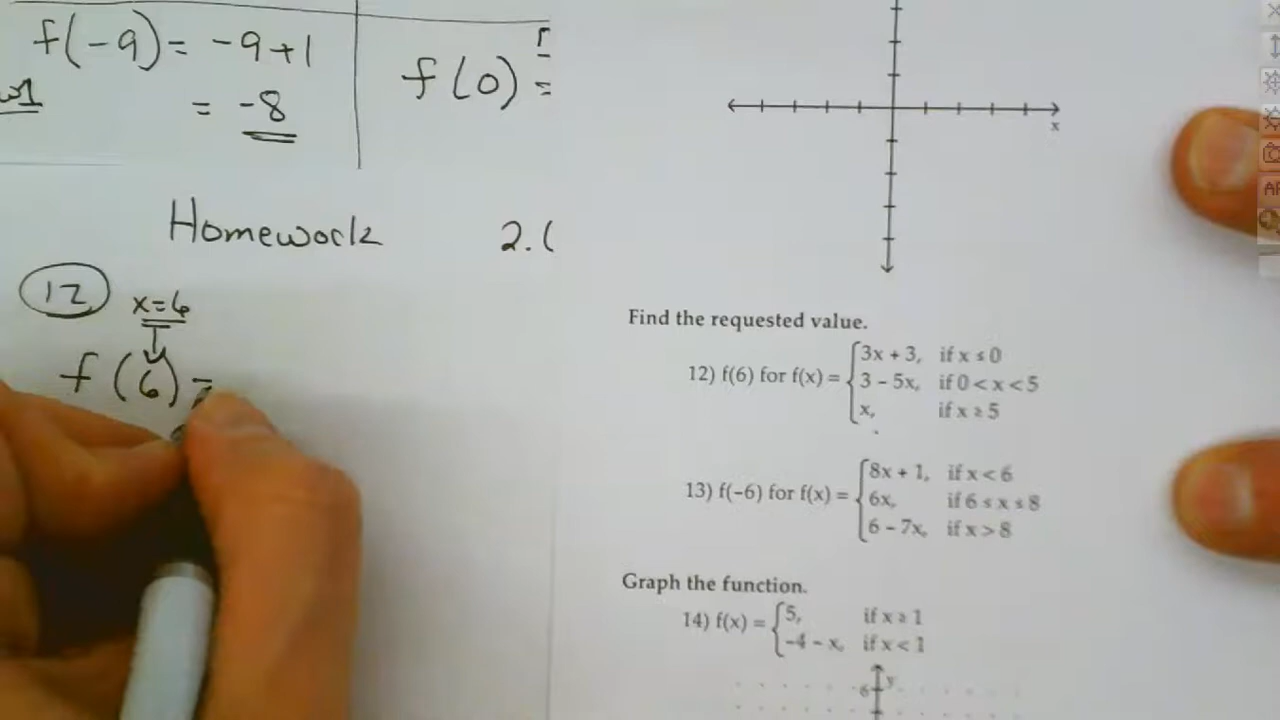 f(-9) = -9+1
= -8
f(0) =
Homework 2.
12
x=6
f(6) =
x
Find the requested value.
12) f(6) for f(x) = { 3x + 3, if x ≤ 0
3 - 5x, if 0 < x < 5
x, if x ≥ 5
13) f(-6) for f(x) = { 8x + 1, if x < 6
6x, if 6 ≤ x ≤ 8
6 - 7x, if x > 8
Graph the function.
14) f(x) = { 5, if x ≥ 1
-4 - x, if x < 1
6 y